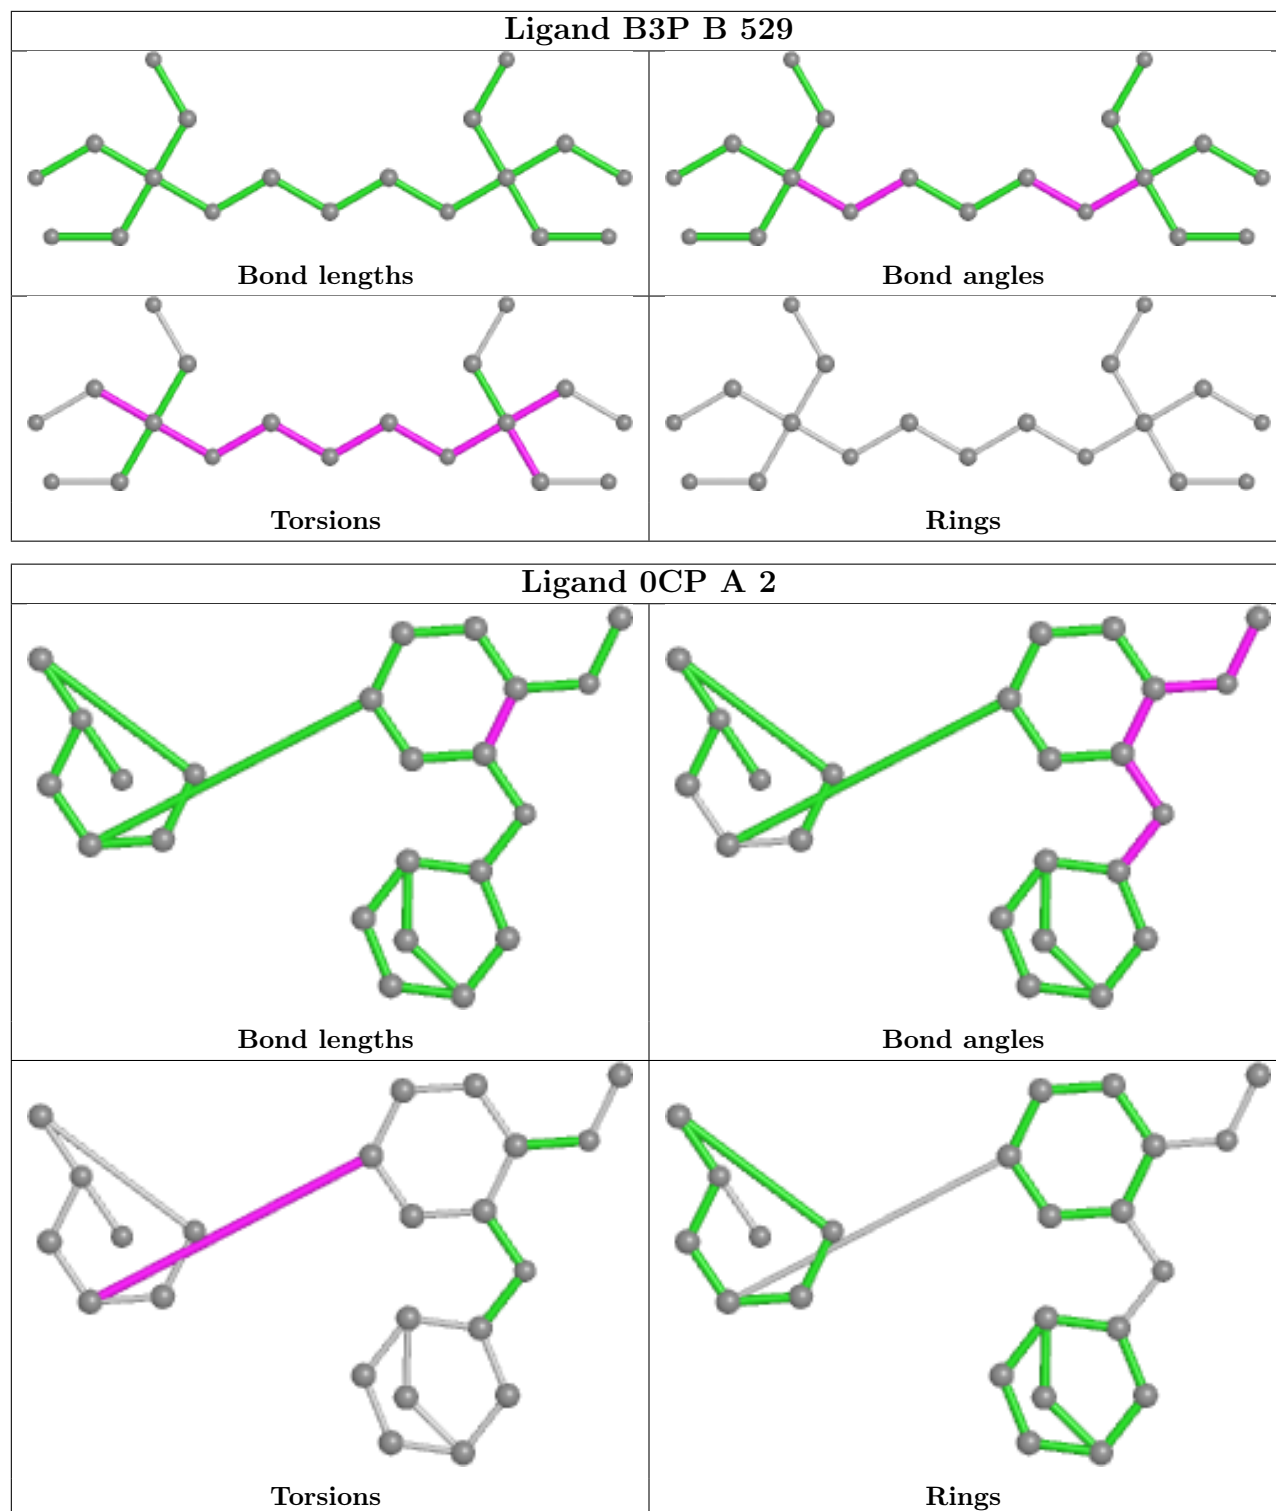 Ligand B3P B 529
Bond lengths
Bond angles
Torsions
Rings
Ligand 0CP A 2
Bond lengths
Bond angles
Torsions
Rings